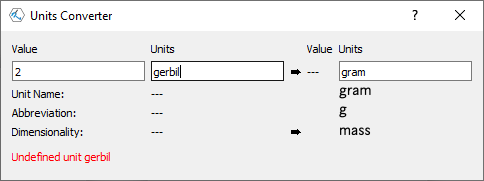 Units Converter ?
Value Units Value Units
2 gerbil --- gram
Unit Name: --- gram
Abbreviation: --- g
Dimensionality: --- mass
Undefined unit gerbil